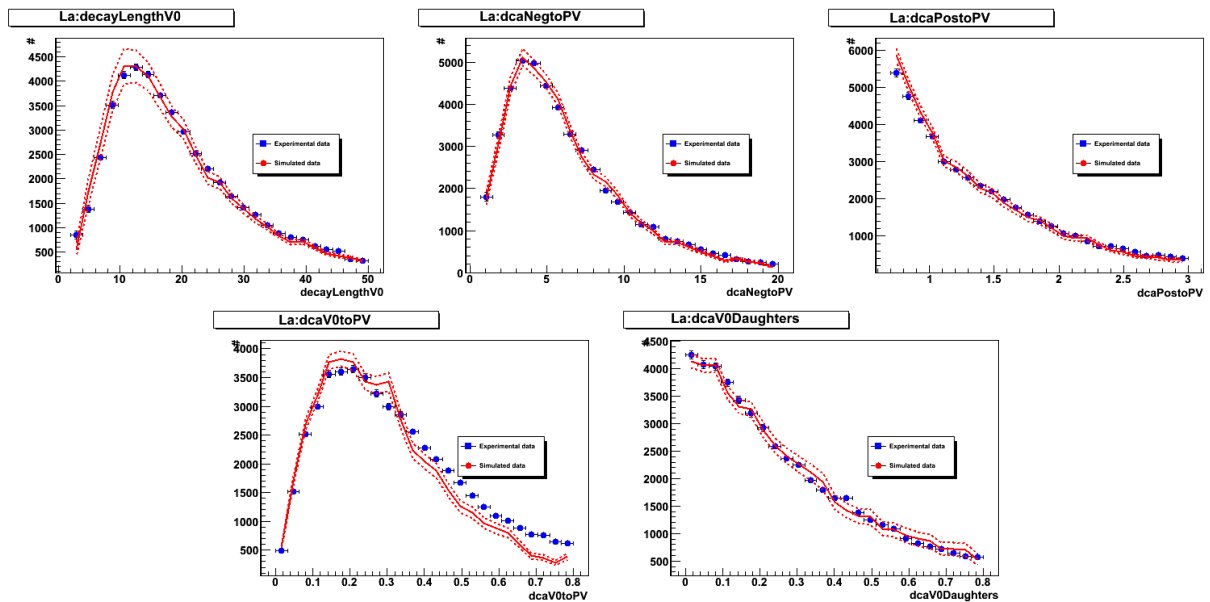 La:decayLengthV0
#
4500
4000
3500
3000
2500
2000
1500
1000
500
0 10 20 30 40 50
decayLengthV0
Experimental data
Simulated data
La:dcaNegtoPV
#
5000
4000
3000
2000
1000
0
0 5 10 15 20
dcaNegtoPV
Experimental data
Simulated data
La:dcaPostoPV
#
6000
5000
4000
3000
2000
1000
1 1.5 2 2.5 3
dcaPostoPV
Experimental data
Simulated data
La:dcaV0toPV
#
4000
3500
3000
2500
2000
1500
1000
500
0 0.1 0.2 0.3 0.4 0.5 0.6 0.7 0.8
dcaV0toPV
Experimental data
Simulated data
La:dcaV0Daughters
#
4500
4000
3500
3000
2500
2000
1500
1000
500
0 0.1 0.2 0.3 0.4 0.5 0.6 0.7 0.8
dcaV0Daughters
Experimental data
Simulated data